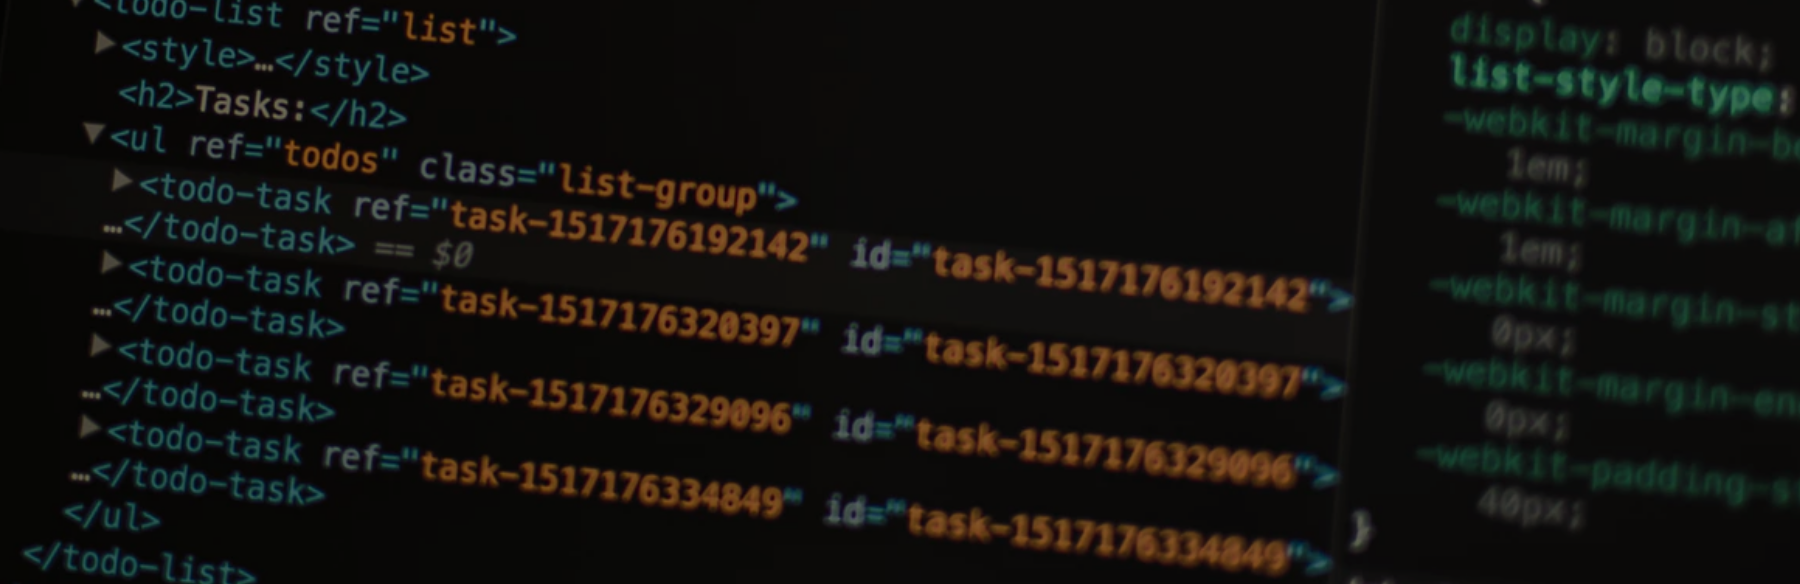 <todo-list ref="list">
▶<style>…</style>
<h2>Tasks:</h2>
▼<ul ref="todos" class="list-group">
▶<todo-task ref="task-1517176192142" id="task-1517176192142">
…</todo-task> == $0
▶<todo-task ref="task-1517176320397" id="task-1517176320397">
…</todo-task>
▶<todo-task ref="task-1517176329096" id="task-1517176329096">
…</todo-task>
▶<todo-task ref="task-1517176334849" id="task-1517176334849">
…</todo-task>
</ul>
</todo-list>
display: block;
list-style-type:
1em;
1em;
0px;
0px;
40px;
}